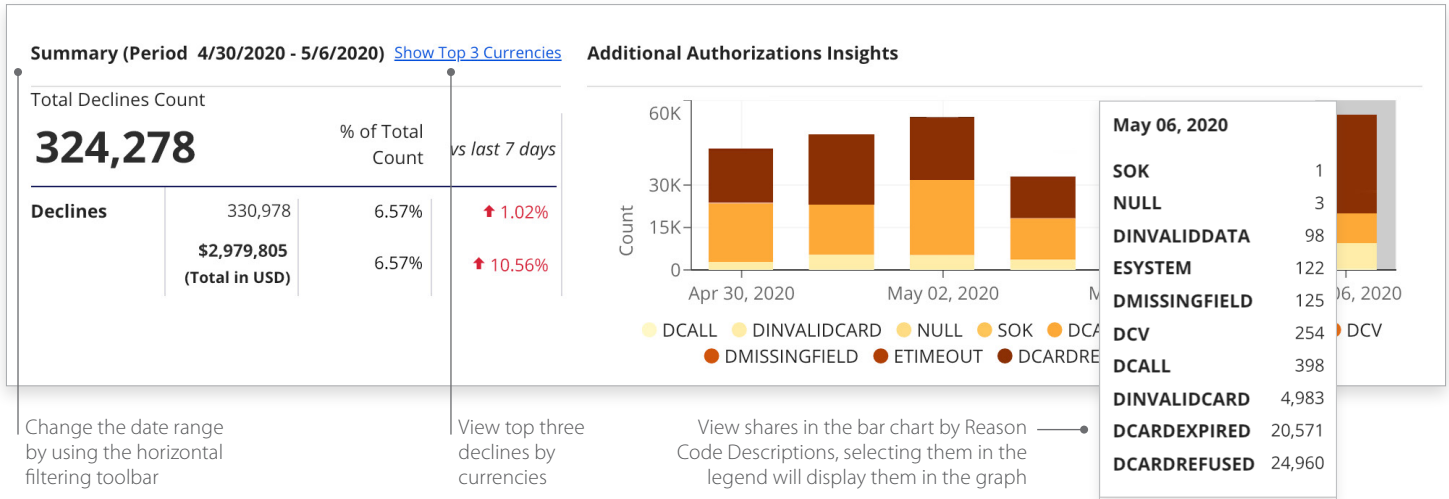 Summary (Period 4/30/2020 - 5/6/2020) Show Top 3 Currencies
Total Declines Count
324,278
% of Total
Count
vs last 7 days
Declines
330,978
6.57%
1.02%
$2,979,805
(Total in USD)
6.57%
10.56%
Additional Authorizations Insights
60K
30K
15K
0
Count
Apr 30, 2020
May 02, 2020
M
06, 2020
DCALL DINVALIDCARD NULL SOK DCA
DCV
DMISSINGFIELD ETIMEOUT DCARDRE
May 06, 2020
SOK 1
NULL 3
DINVALIDDATA 98
ESYSTEM 122
DMISSINGFIELD 125
DCV 254
DCALL 398
DINVALIDCARD 4,983
DCARDEXPIRED 20,571
DCARDREFUSED 24,960
Change the date range
by using the horizontal
filtering toolbar
View top three
declines by
currencies
View shares in the bar chart by Reason
Code Descriptions, selecting them in the
legend will display them in the graph